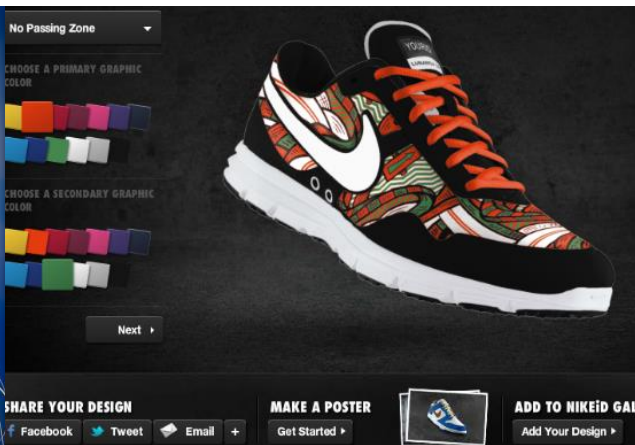 No Passing Zone
CHOOSE A PRIMARY GRAPHIC
COLOR
CHOOSE A SECONDARY GRAPHIC
COLOR
Next
YOURID
SHARE YOUR DESIGN
MAKE A POSTER
ADD TO NIKEiD GAL
Facebook
Tweet
Email
+
Get Started
Add Your Design